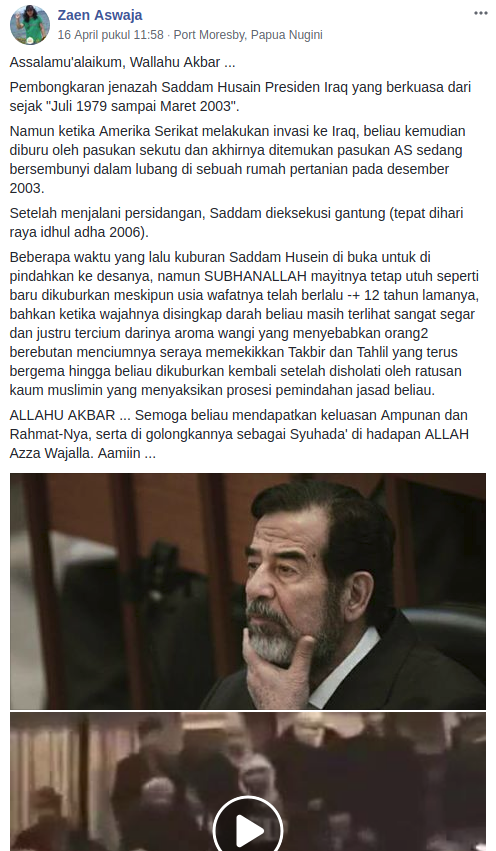 Zaen Aswaja
16 April pukul 11:58 · Port Moresby, Papua Nugini
Assalamu'alaikum, Wallahu Akbar ...
Pembongkaran jenazah Saddam Husain Presiden Iraq yang berkuasa dari
sejak "Juli 1979 sampai Maret 2003".
Namun ketika Amerika Serikat melakukan invasi ke Iraq, beliau kemudian
diburu oleh pasukan sekutu dan akhirnya ditemukan pasukan AS sedang
bersembunyi dalam lubang di sebuah rumah pertanian pada desember
2003.
Setelah menjalani persidangan, Saddam dieksekusi gantung (tepat dihari
raya idhul adha 2006).
Beberapa waktu yang lalu kuburan Saddam Husein di buka untuk di
pindahkan ke desanya, namun SUBHANALLAH mayitnya tetap utuh seperti
baru dikuburkan meskipun usia wafatnya telah berlalu -+ 12 tahun lamanya,
bahkan ketika wajahnya disingkap darah beliau masih terlihat sangat segar
dan justru tercium darinya aroma wangi yang menyebabkan orang2
berebutan menciumnya seraya memekikkan Takbir dan Tahlil yang terus
bergema hingga beliau dikuburkan kembali setelah disholati oleh ratusan
kaum muslimin yang menyaksikan prosesi pemindahan jasad beliau.
ALLAHU AKBAR ... Semoga beliau mendapatkan keluasan Ampunan dan
Rahmat-Nya, serta di golongkannya sebagai Syuhada' di hadapan ALLAH
Azza Wajalla. Aamiin ...